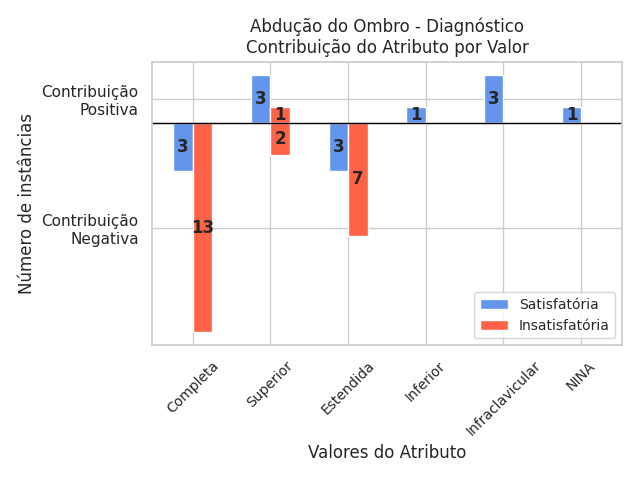 Abdução do Ombro - Diagnóstico
Contribuição do Atributo por Valor
Contribuição
Positiva
Contribuição
Negativa
Número de instâncias
3
13
3
1
2
3
7
1
3
1
Satisfatória
Insatisfatória
Completa
Superior
Estendida
Inferior
Infraclavicular
NINA
Valores do Atributo